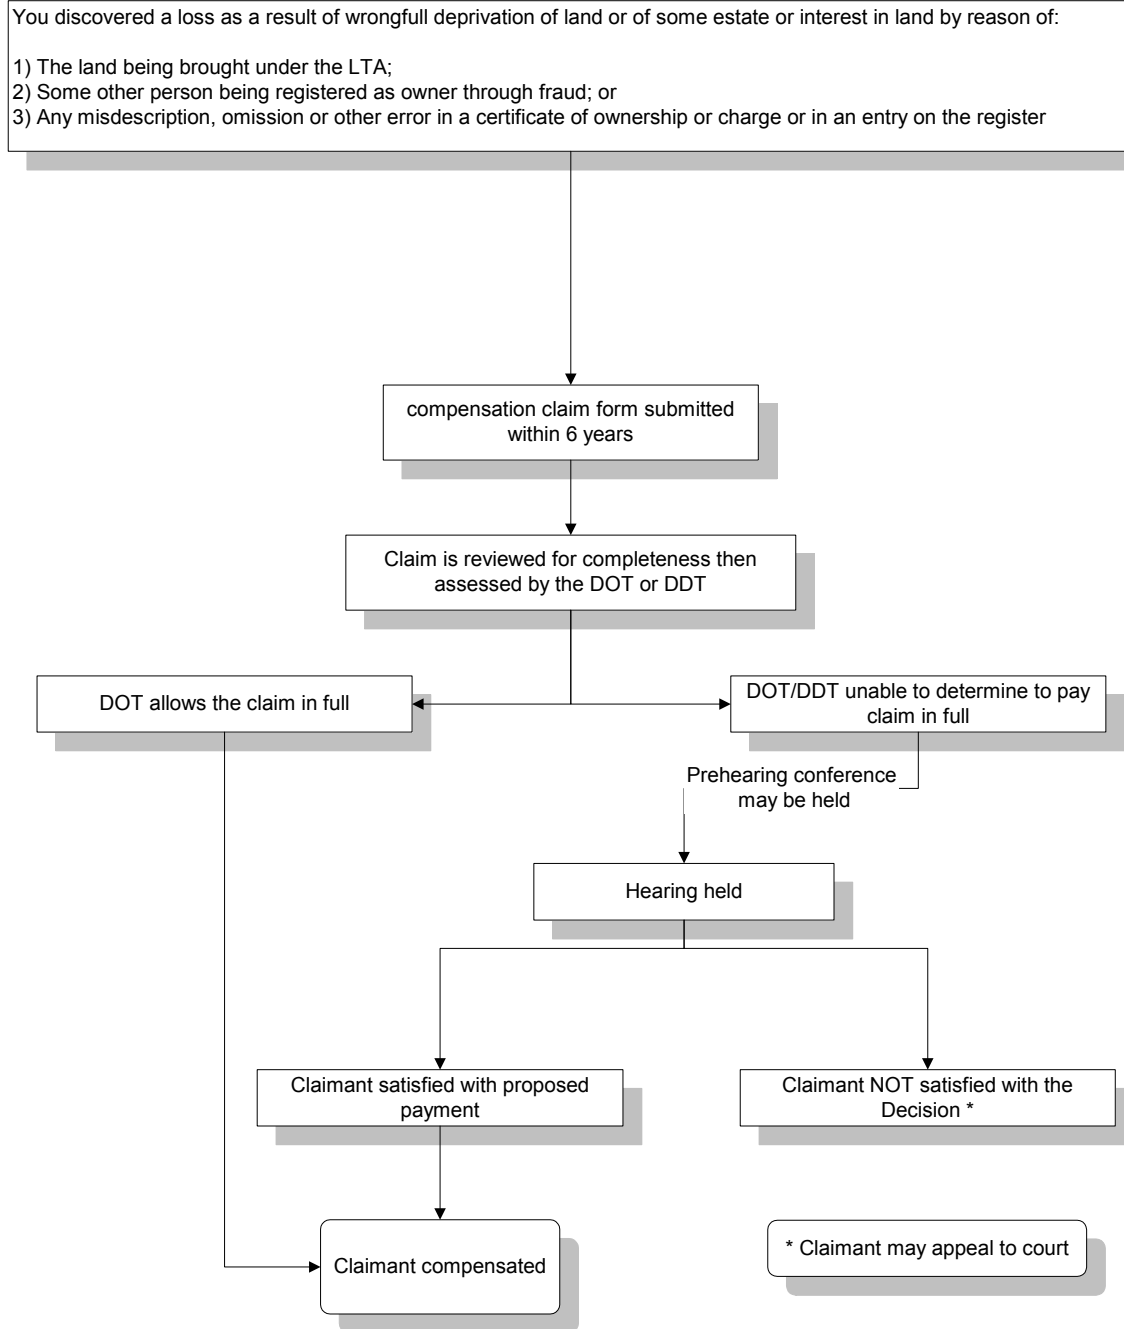 You discovered a loss as a result of wrongfull deprivation of land or of some estate or interest in land by reason of:
1) The land being brought under the LTA;
2) Some other person being registered as owner through fraud; or
3) Any misdescription, omission or other error in a certificate of ownership or charge or in an entry on the register
compensation claim form submitted
within 6 years
Claim is reviewed for completeness then
assessed by the DOT or DDT
DOT allows the claim in full
DOT/DDT unable to determine to pay
claim in full
Prehearing conference
may be held
Hearing held
Claimant satisfied with proposed
payment
Claimant NOT satisfied with the
Decision *
Claimant compensated
* Claimant may appeal to court